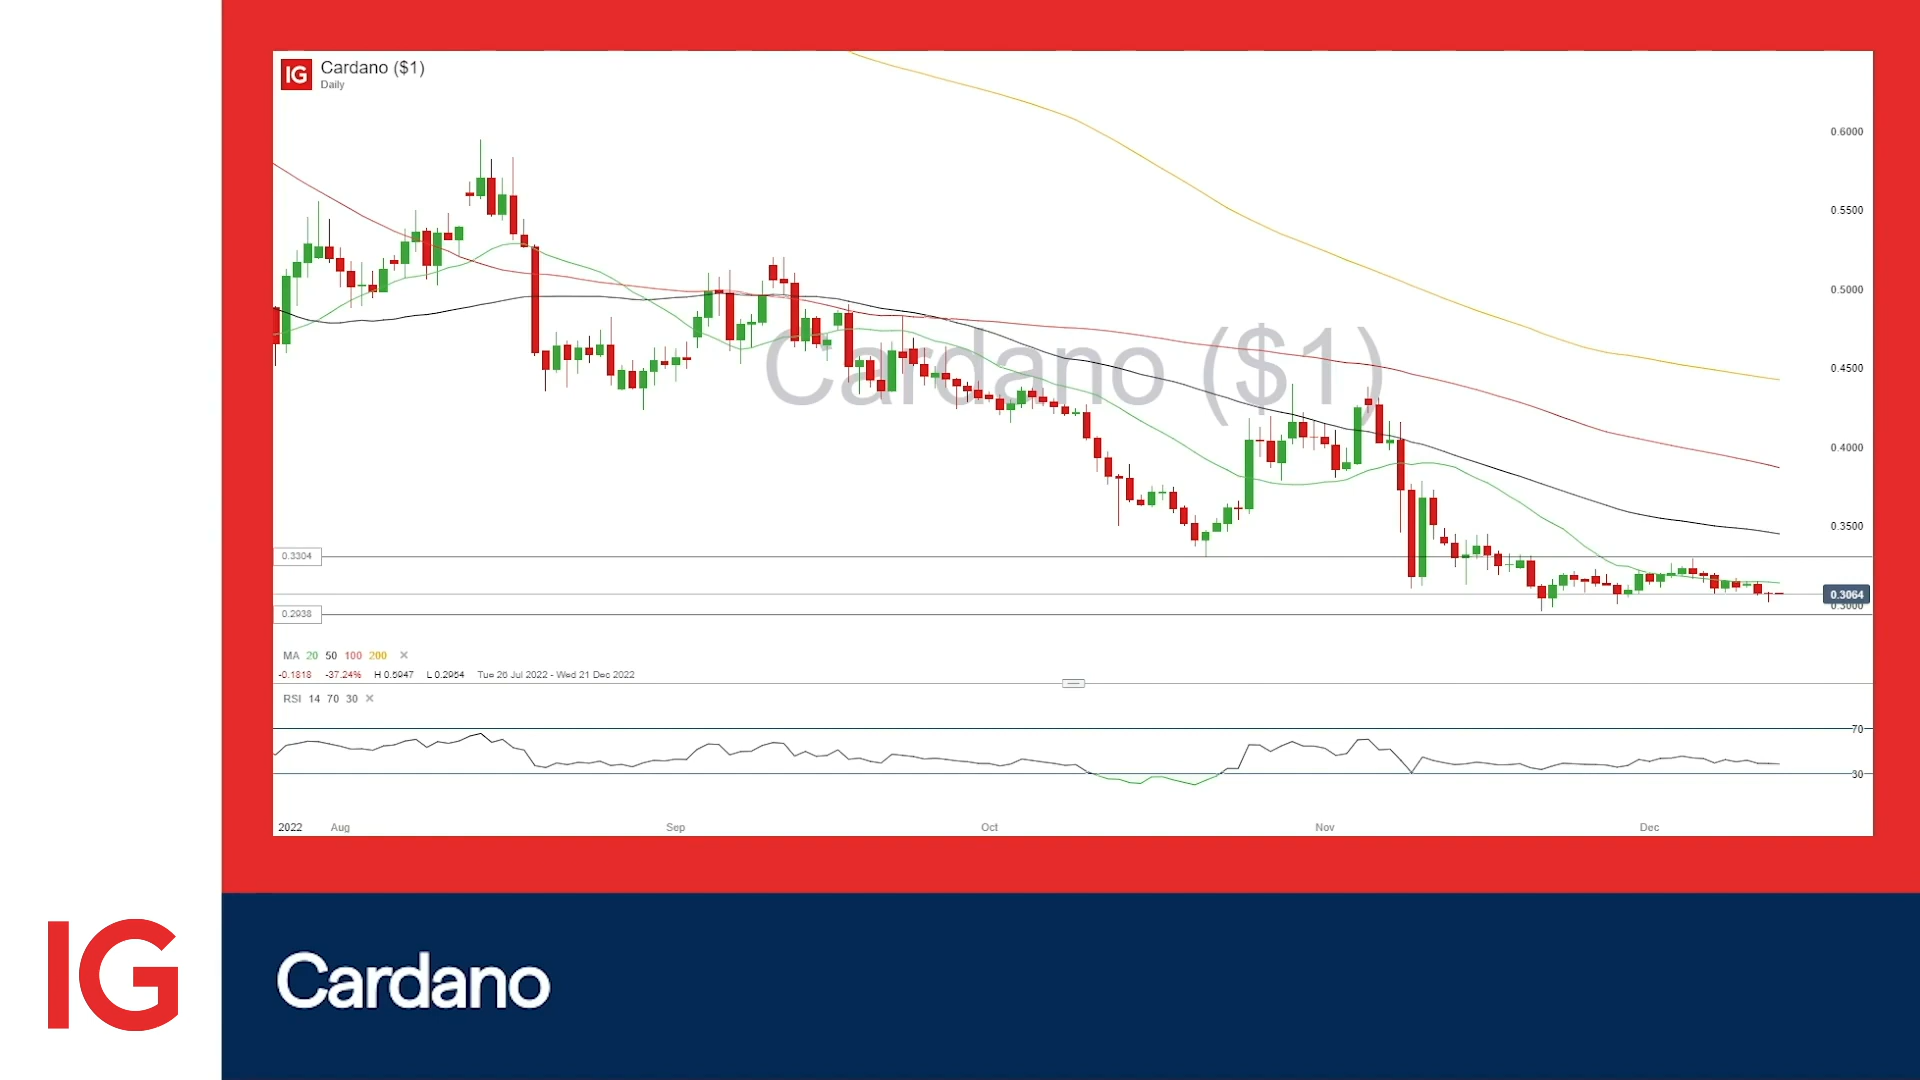 IG Cardano ($1)
Daily
Cardano ($1)
0.6000
0.5500
0.5000
0.4500
0.4000
0.3500
0.3304
0.3064
0.3000
0.2938
MA 20 50 100 200 ✕
-0.1818 -37.24% H 0.5947 L 0.2954 Tue 26 Jul 2022 - Wed 21 Dec 2022
RSI 14 70 30 ✕
70
30
2022 Aug Sep Oct Nov Dec
IG
Cardano